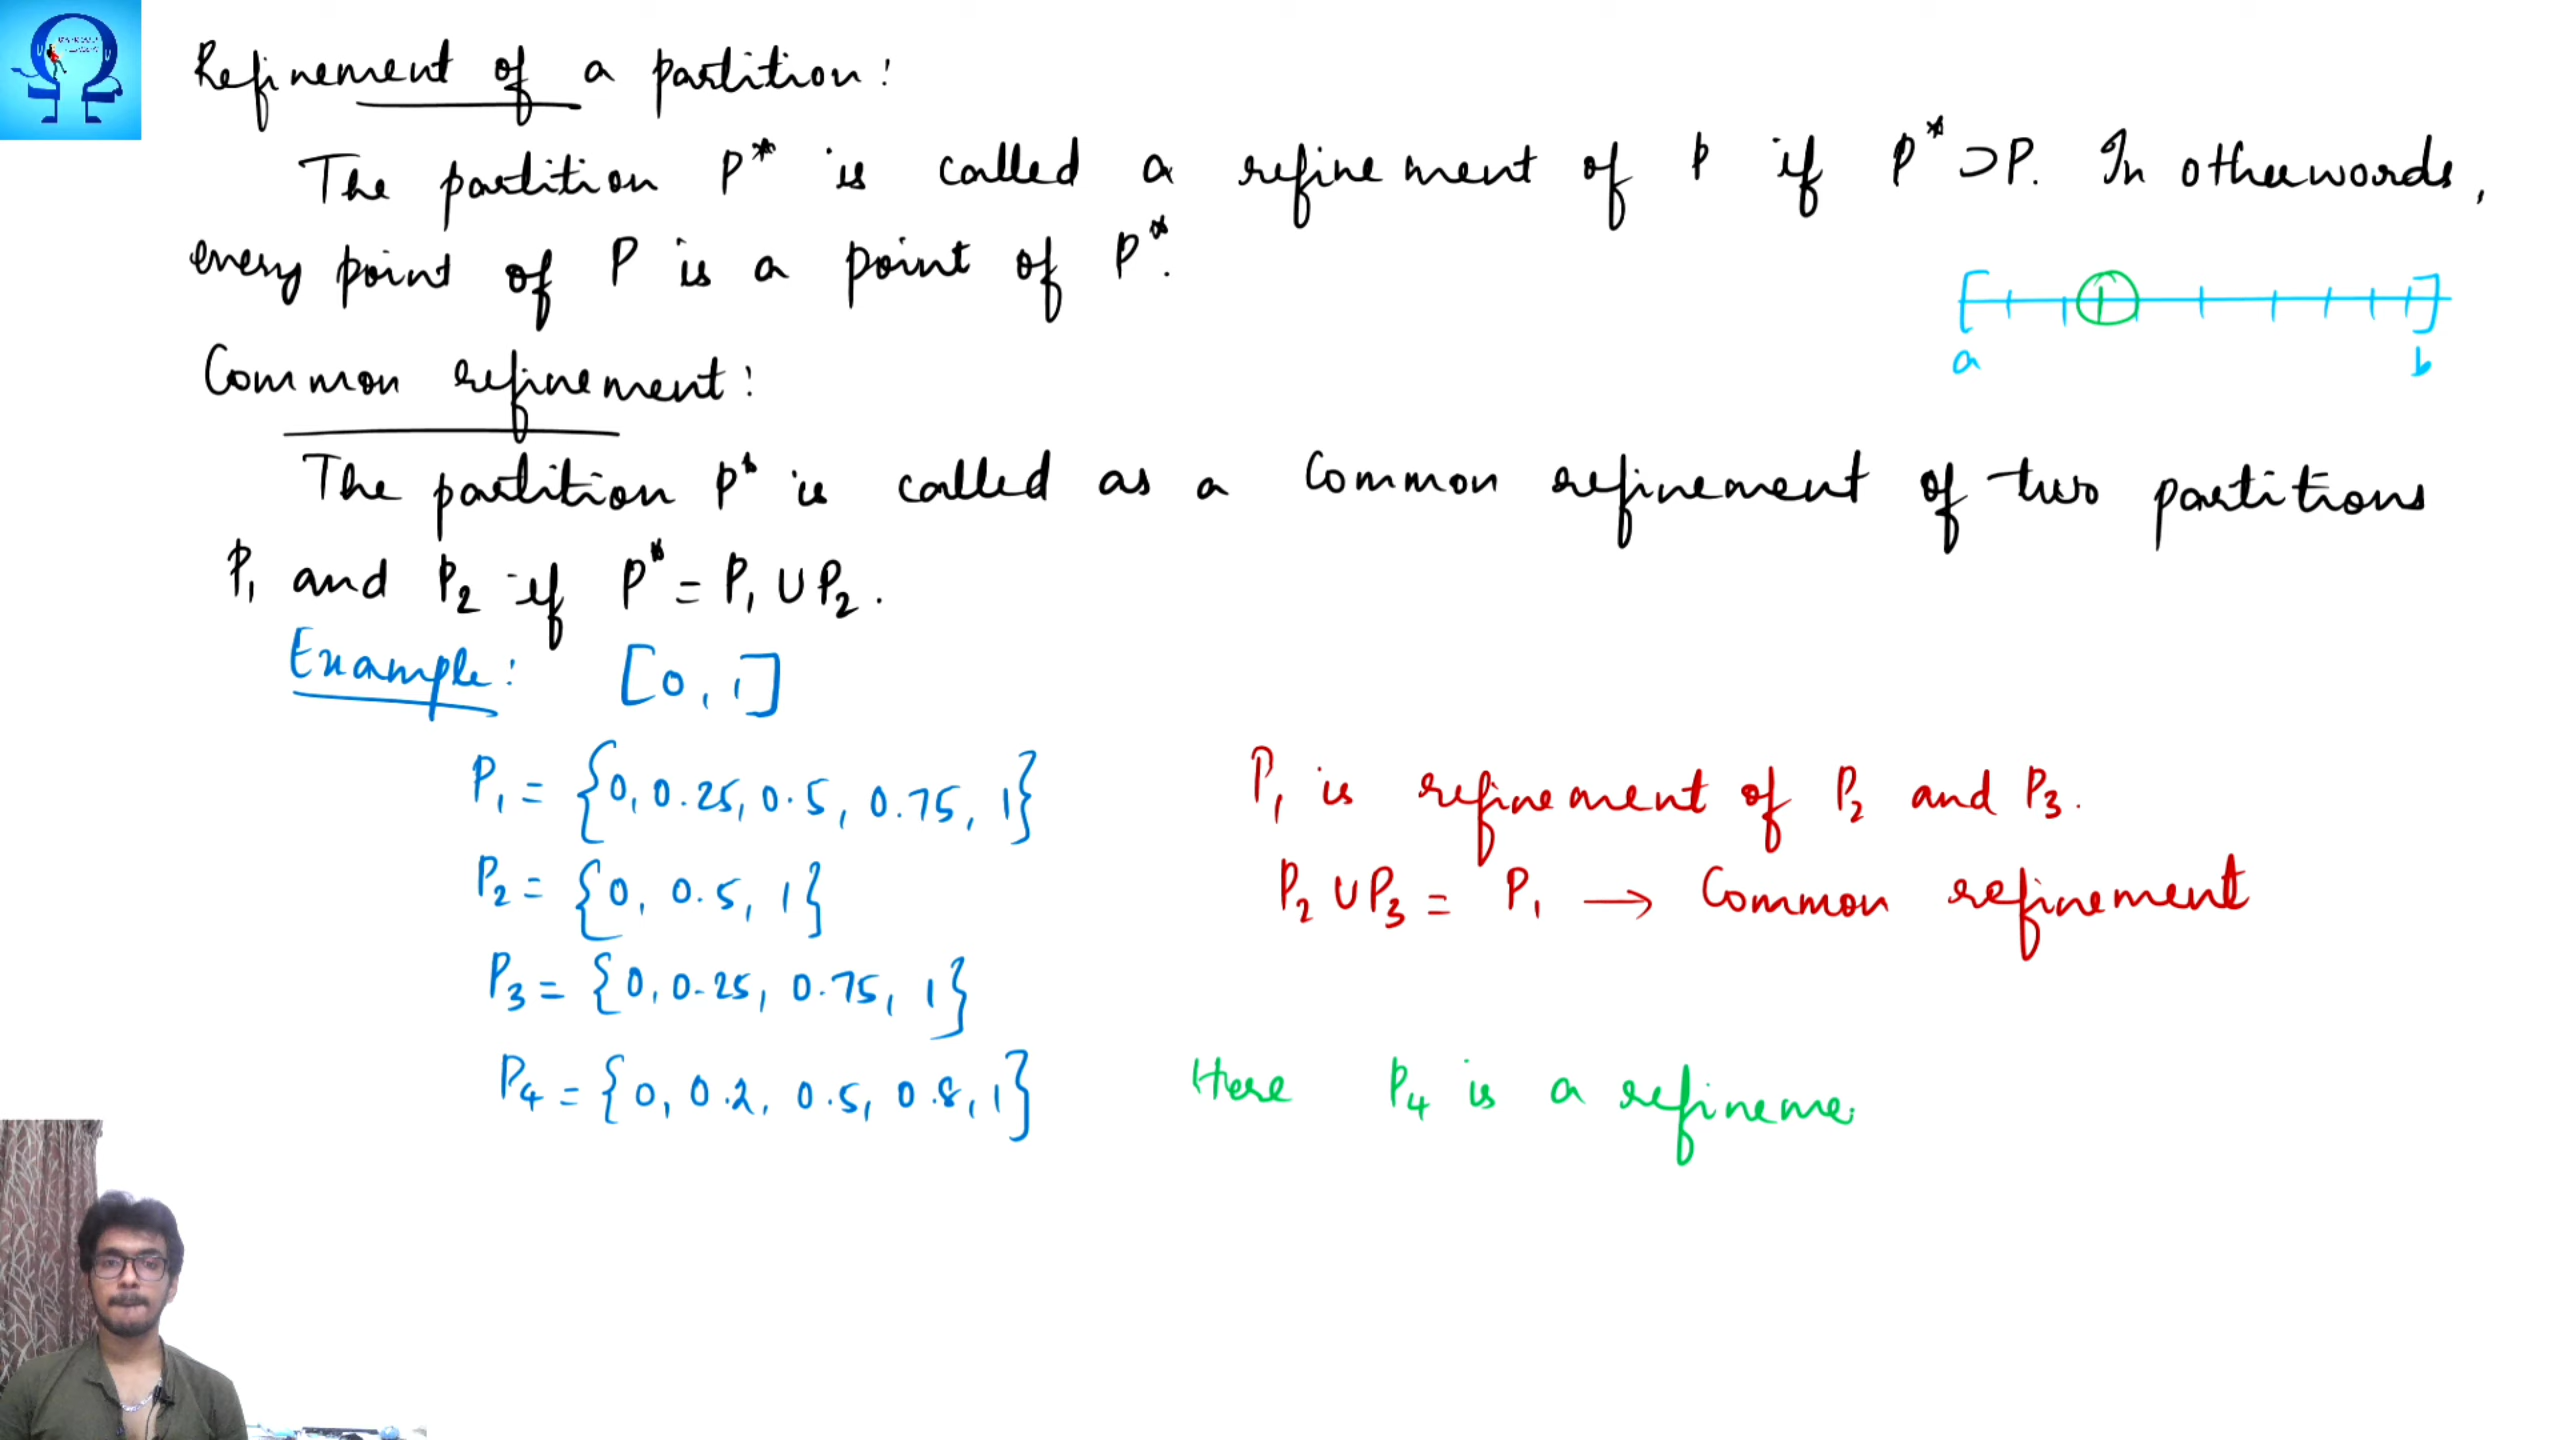 Refinement of a partition:
The partition P* is called a refinement of P if P* ⊃ P. In otherwords,
every point of P is a point of P*.
a b
Common refinement:
The partition P* is called as a common refinement of two partitions
P₁ and P₂ if P* = P₁ ∪ P₂.
Example: [0, 1]
P₁ = {0, 0.25, 0.5, 0.75, 1}
P₁ is refinement of P₂ and P₃.
P₂ = {0, 0.5, 1}
P₂ ∪ P₃ = P₁ → Common refinement
P₃ = {0, 0.25, 0.75, 1}
P₄ = {0, 0.2, 0.5, 0.8, 1}
Here P₄ is a refineme